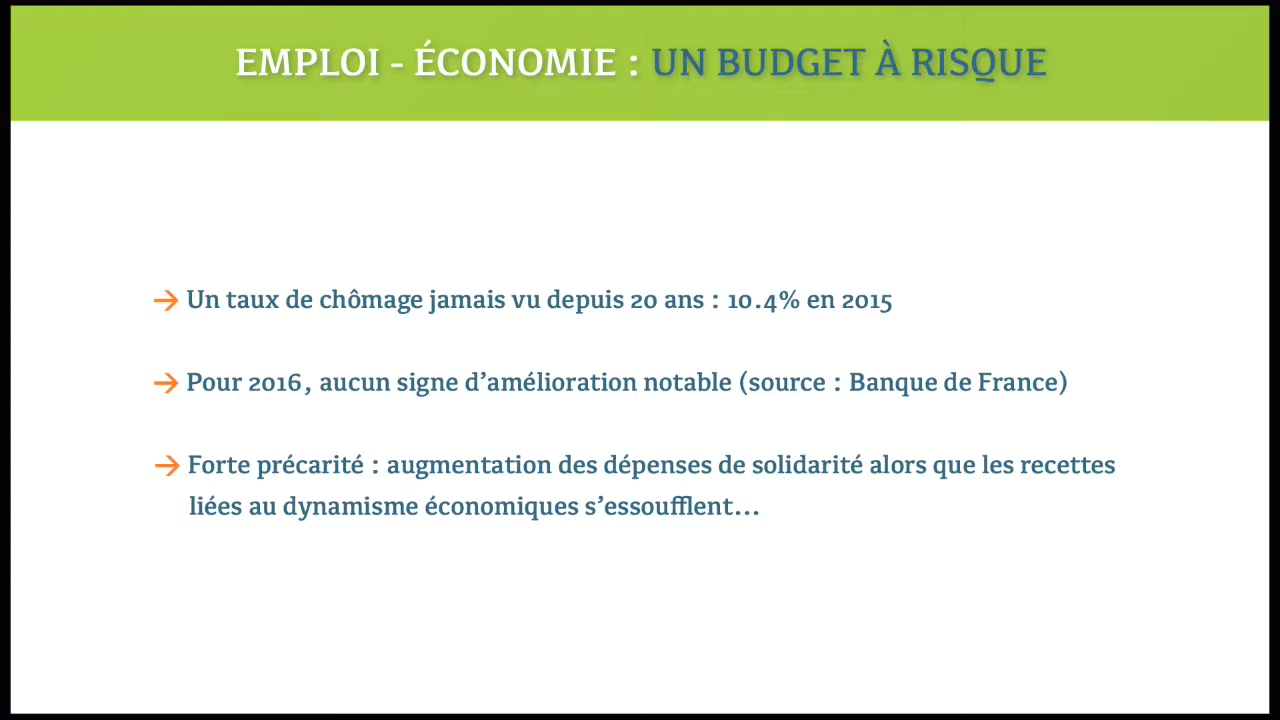 EMPLOI - ÉCONOMIE : UN BUDGET À RISQUE
→ Un taux de chômage jamais vu depuis 20 ans : 10.4% en 2015
→ Pour 2016, aucun signe d’amélioration notable (source : Banque de France)
→ Forte précarité : augmentation des dépenses de solidarité alors que les recettes
liées au dynamisme économiques s’essoufflent...